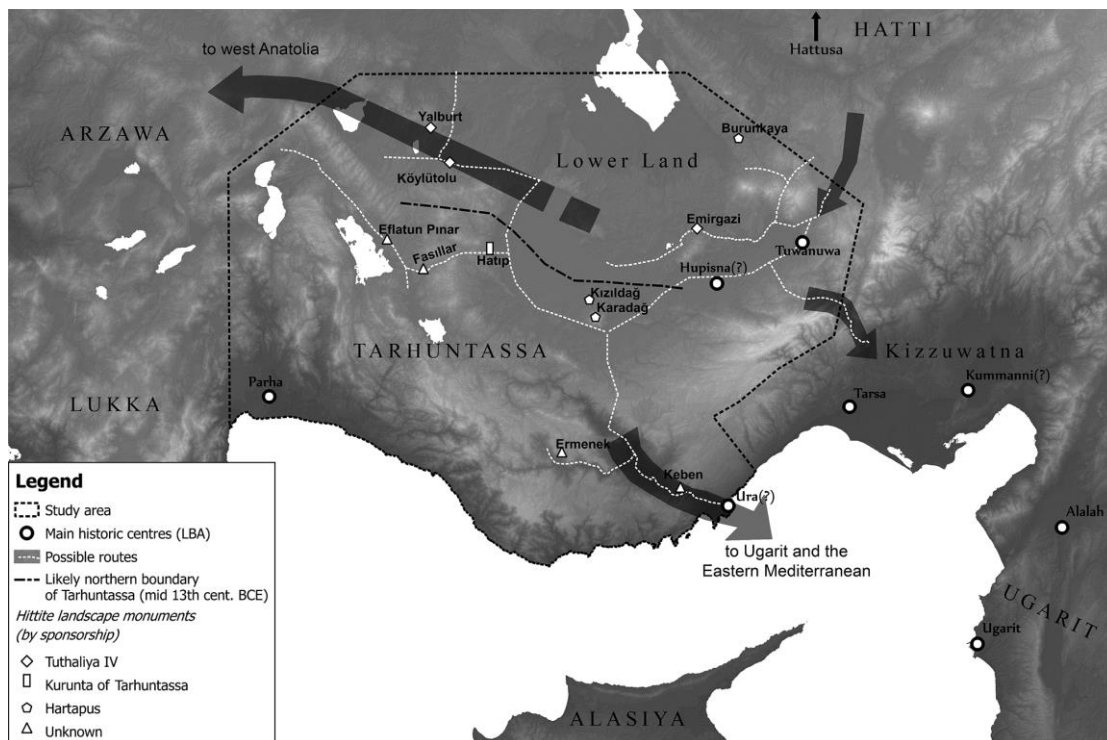 HATTI
Hattusa
to west Anatolia
ARZAWA
Yalburt
Burunkaya
Lower Land
Köylütolu
Emirgazi
Eflatun Pınar
Fasıllar
Hatıp
Tuwanuwa
Hupisna(?)
Kızıldağ
Karadağ
TARHUNTASSA
Kizzuwatna
Parha
Kummanni(?)
Tarsa
LUKKA
Ermenek
Keben
Ura(?)
Alalah
to Ugarit and the
Eastern Mediterranean
UGARIT
Ugarit
ALASIYA
Legend
Study area
Main historic centres (LBA)
Possible routes
Likely northern boundary
of Tarhuntassa (mid 13th cent. BCE)
Hittite landscape monuments
(by sponsorship)
Tuthaliya IV
Kurunta of Tarhuntassa
Hartapus
Unknown